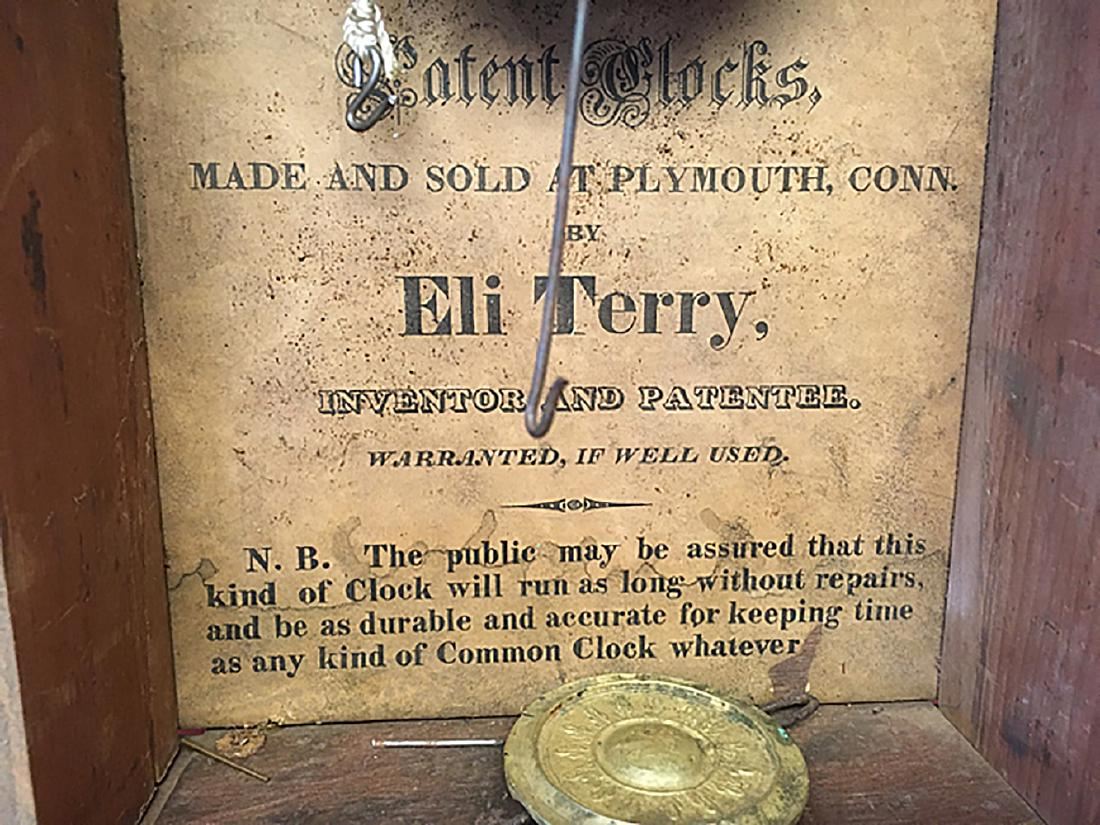 Patent Clocks,
MADE AND SOLD AT PLYMOUTH, CONN.
BY
Eli Terry,
INVENTOR AND PATENTEE.
WARRANTED, IF WELL USED.
N. B. The public may be assured that this
kind of Clock will run as long without repairs,
and be as durable and accurate for keeping time
as any kind of Common Clock whatever